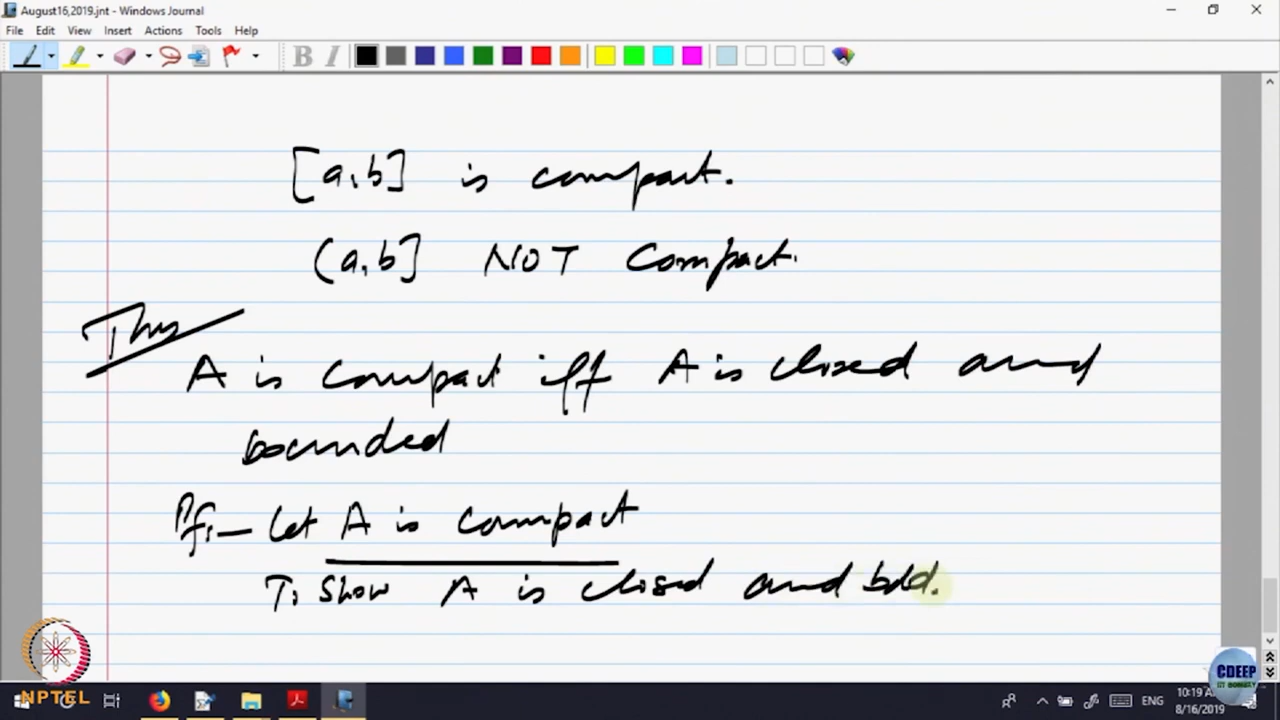 August16,2019.jnt - Windows Journal
File Edit View Insert Actions Tools Help
B I
[a,b] is compact.
(a,b] NOT Compact.
Thm
A is compact iff A is closed and
bounded
Pf:- Let A is compact
T. Show A is closed and bdd.
NPTEL
CDEEP
IIT BOMBAY
ENG
10:19 A
8/16/2019